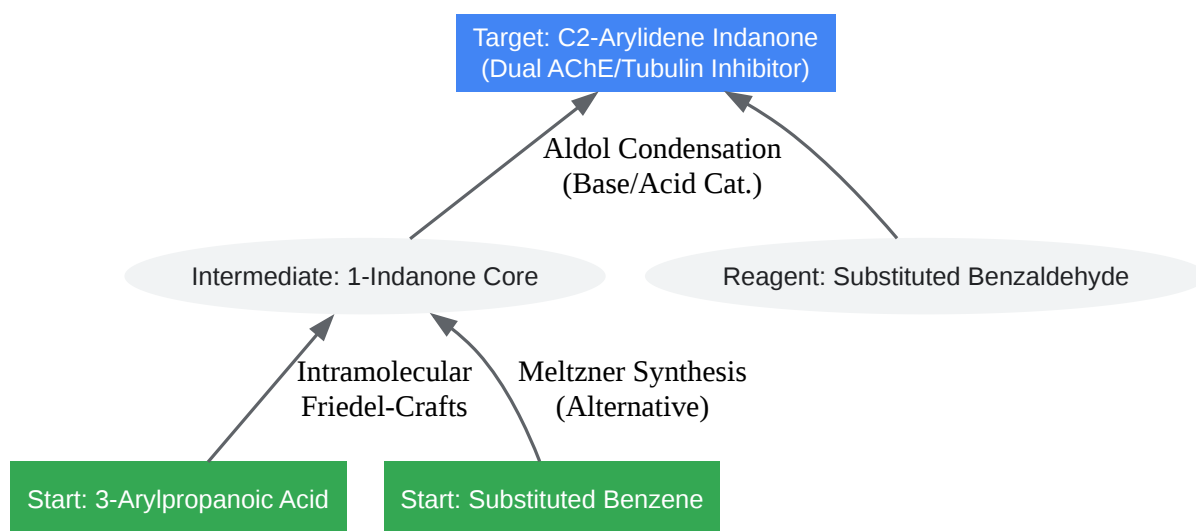 Target: C2-Arylidene Indanone
(Dual AChE/Tubulin Inhibitor)
Aldol Condensation
(Base/Acid Cat.)
Intermediate: 1-Indanone Core
Reagent: Substituted Benzaldehyde
Intramolecular
Friedel-Crafts
Meltzner Synthesis
(Alternative)
Start: 3-Arylpropanoic Acid
Start: Substituted Benzene